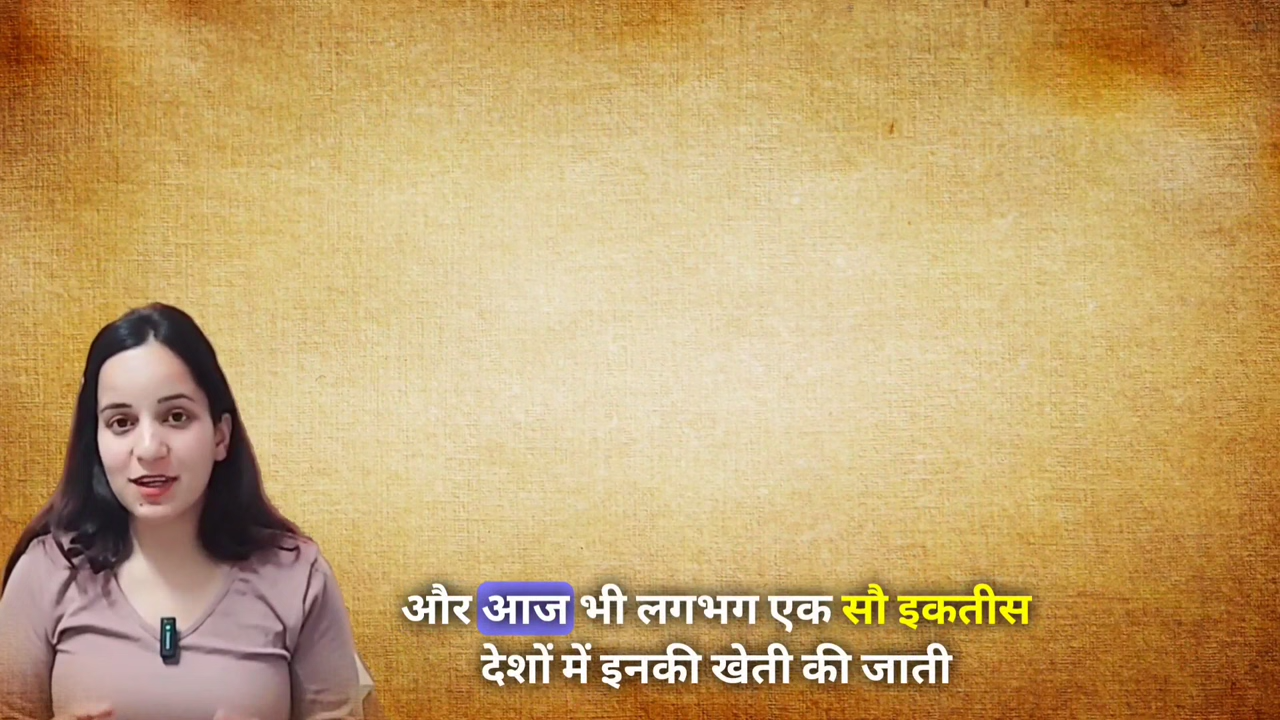 और आज भी लगभग एक सौ इकतीस
देशों में इनकी खेती की जाती